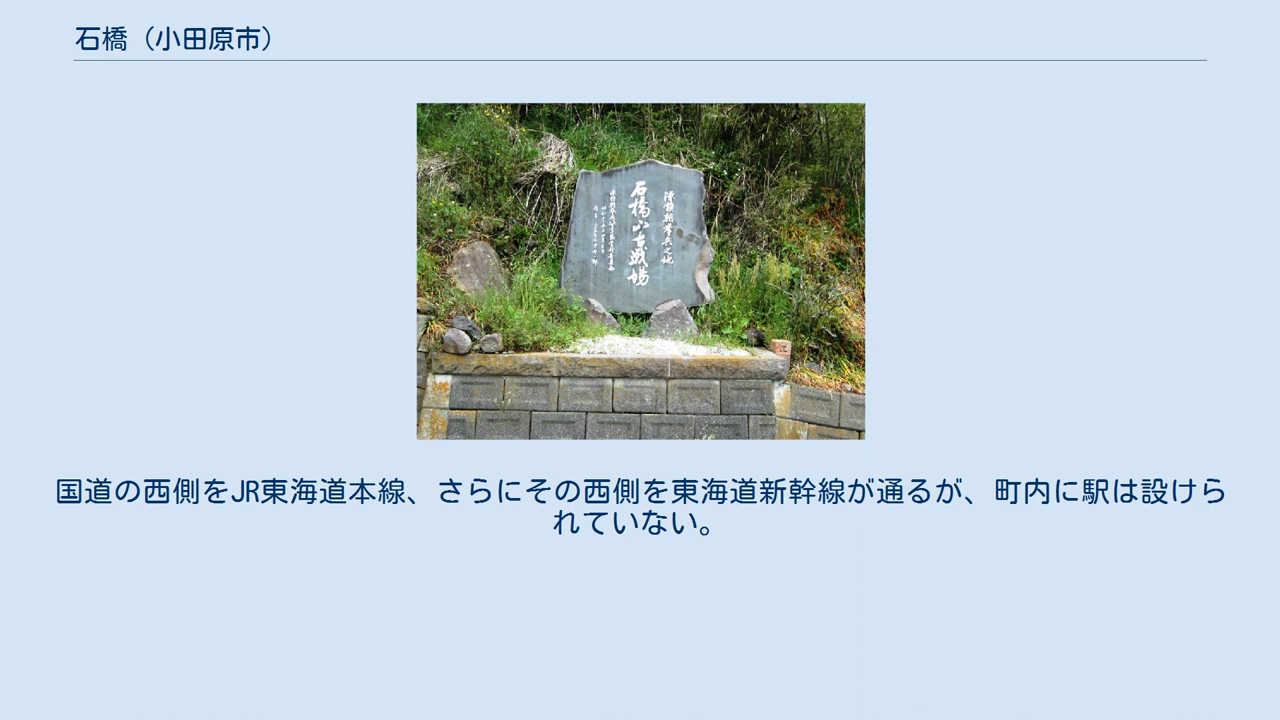 石橋（小田原市）
源頼朝挙兵之地
石橋山古戦場
国道の西側をJR東海道本線、さらにその西側を東海道新幹線が通るが、町内に駅は設けら
れていない。